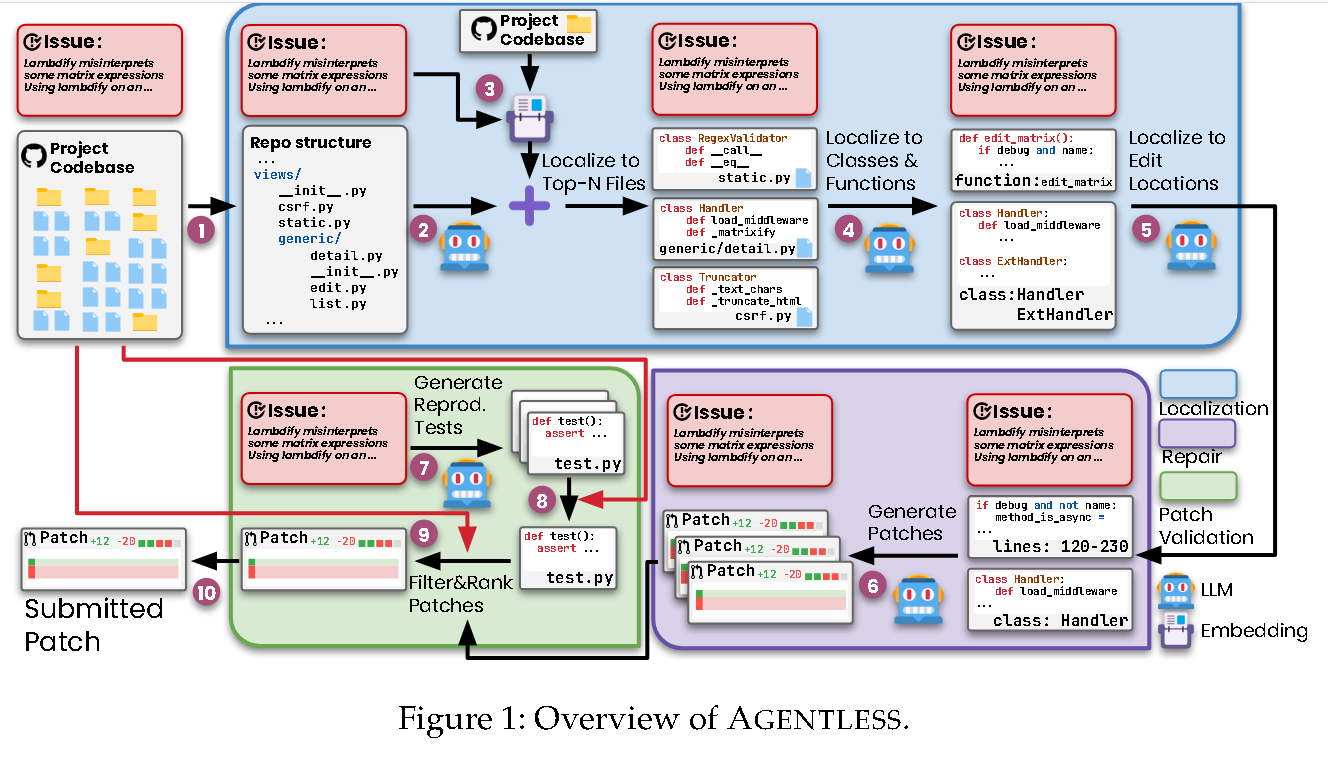 Issue:
Lambdify misinterprets
some matrix expressions
Using lambdify on an ...
Project
Codebase
1
Issue:
Lambdify misinterprets
some matrix expressions
Using lambdify on an ...
Repo structure
...
views/
__init__.py
csrf.py
static.py
generic/
detail.py
__init__.py
edit.py
list.py
...
2
Project
Codebase
3
Localize to
Top-N Files
Issue:
Lambdify misinterprets
some matrix expressions
Using lambdify on an ...
class RegexValidator
def __call__
def __eq__
static.py
class Handler
def load_middleware
def _matrixify
generic/detail.py
class Truncator
def _text_chars
def _truncate_html
csrf.py
Localize to
Classes &
Functions
4
Issue:
Lambdify misinterprets
some matrix expressions
Using lambdify on an ...
def edit_matrix():
if debug and name:
...
function:edit_matrix
class Handler:
def load_middleware
...
class ExtHandler:
...
class:Handler
ExtHandler
Localize to
Edit
Locations
5
Issue:
Lambdify misinterprets
some matrix expressions
Using lambdify on an ...
if debug and not name:
method_is_async =
...
lines: 120-230
class Handler:
def load_middleware
...
class: Handler
Generate
Patches
6
Issue:
Lambdify misinterprets
some matrix expressions
Using lambdify on an ...
Patch +12 -20
Patch +12 -20
Patch +12 -20
Issue:
Lambdify misinterprets
some matrix expressions
Using lambdify on an ...
Generate
Reprod.
Tests
7
def test():
assert ...
test.py
8
def test():
assert ...
test.py
9
Filter&Rank
Patches
Patch +12 -20
10
Patch +12 -20
Submitted
Patch
Localization
Repair
Patch
Validation
LLM
Embedding
Figure 1: Overview of AGENTLESS.